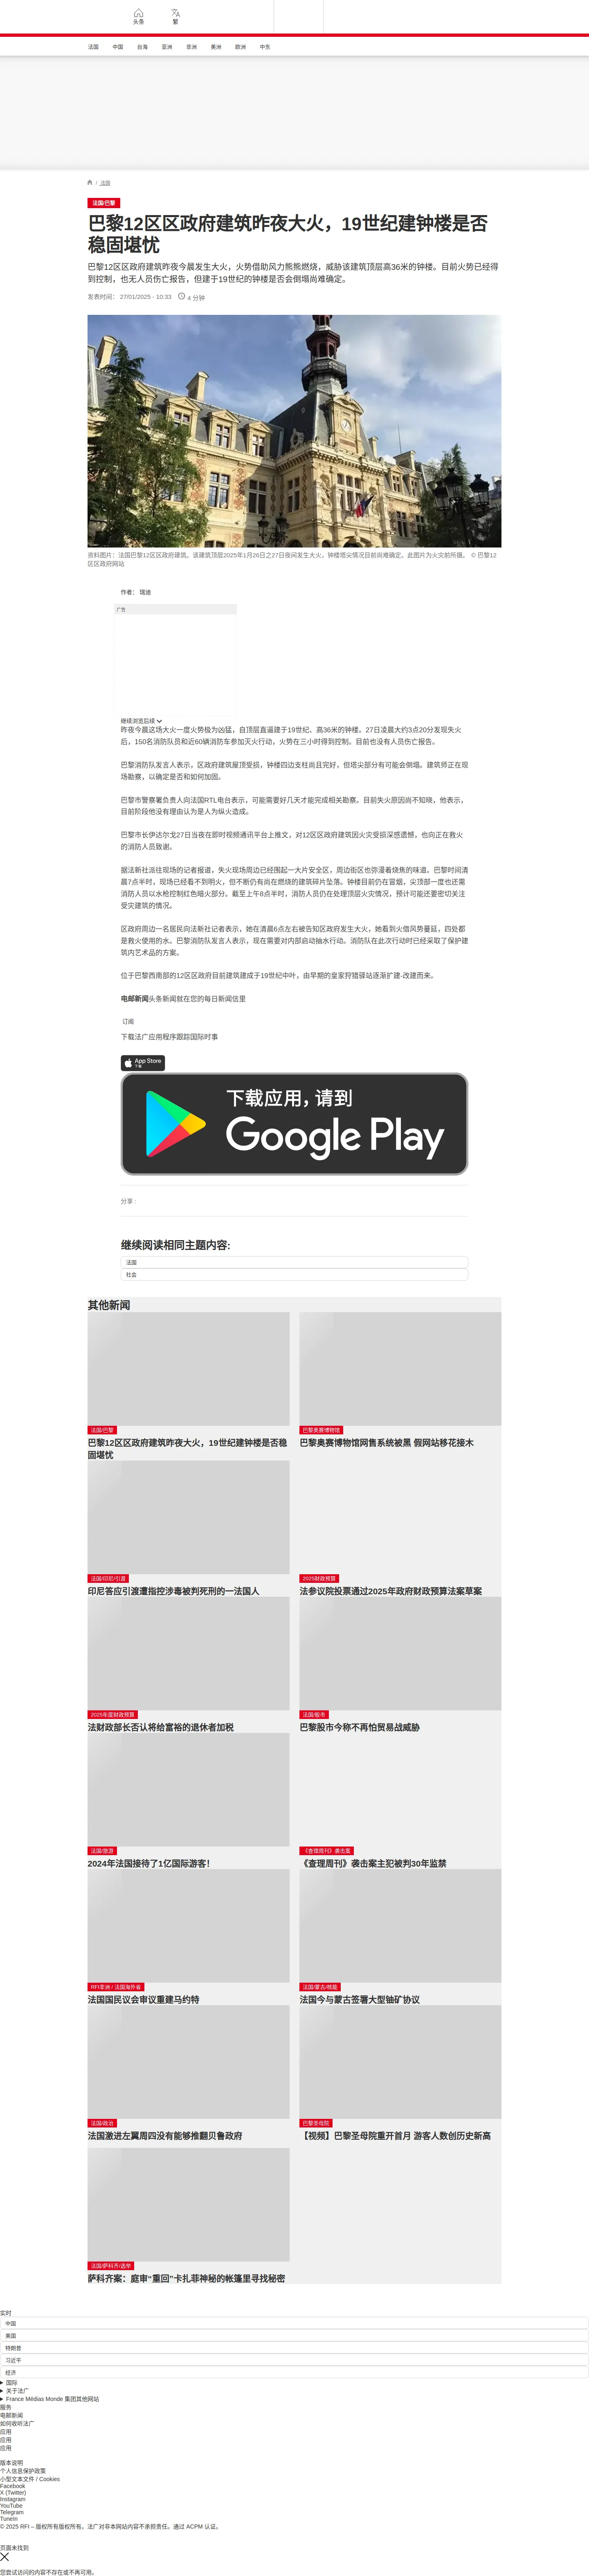 头条
繁
法国
中国
台海
亚洲
非洲
美洲
欧洲
中东
/ 法国
法国/巴黎
巴黎12区区政府建筑昨夜大火，19世纪建钟楼是否
稳固堪忧
巴黎12区区政府建筑昨夜今晨发生大火，火势借助风力熊熊燃烧，威胁该建筑顶层高36米的钟楼。目前火势已经得
到控制，也无人员伤亡报告，但建于19世纪的钟楼是否会倒塌尚难确定。
发表时间： 27/01/2025 - 10:33
4 分钟
资料图片：法国巴黎12区区政府建筑。该建筑顶层2025年1月26日之27日夜间发生大火，钟楼塔尖情况目前尚难确定。此图片为火灾前所摄。 © 巴黎12
区区政府网站
作者： 瑞迪
广告
继续浏览后续
昨夜今晨这场大火一度火势极为凶猛，自顶层直逼建于19世纪、高36米的钟楼。27日凌晨大约3点20分发现失火
后，150名消防队员和近60辆消防车参加灭火行动，火势在三小时得到控制。目前也没有人员伤亡报告。
巴黎消防队发言人表示，区政府建筑屋顶受损，钟楼四边支柱尚且完好，但塔尖部分有可能会倒塌。建筑师正在现
场勘察，以确定是否和如何加固。
巴黎市警察署负责人向法国RTL电台表示，可能需要好几天才能完成相关勘察。目前失火原因尚不知晓，他表示，
目前阶段他没有理由认为是人为纵火造成。
巴黎市长伊达尔戈27日当夜在即时视频通讯平台上推文，对12区区政府建筑因火灾受损深感遗憾，也向正在救火
的消防人员致谢。
据法新社派往现场的记者报道，失火现场周边已经围起一大片安全区，周边街区也弥漫着烧焦的味道。巴黎时间清
晨7点半时，现场已经看不到明火，但不断仍有尚在燃烧的建筑碎片坠落。钟楼目前仍在冒烟，尖顶部一度也还需
消防人员以水枪控制红色暗火部分。截至上午8点半时，消防人员仍在处理顶层火灾情况，预计可能还要密切关注
受灾建筑的情况。
区政府周边一名居民向法新社记者表示，她在清晨6点左右被告知区政府发生大火，她看到火借风势蔓延，四处都
是救火使用的水。巴黎消防队发言人表示，现在需要对内部启动抽水行动。消防队在此次行动时已经采取了保护建
筑内艺术品的方案。
位于巴黎西南部的12区区政府目前建筑建成于19世纪中叶，由早期的皇家狩猎驿站逐渐扩建-改建而来。
电邮新闻头条新闻就在您的每日新闻信里
订阅
下载法广应用程序跟踪国际时事
App Store
下载
下载应用，请到
Google Play
分享 :
继续阅读相同主题内容:
法国
社会
其他新闻
法国/巴黎
巴黎12区区政府建筑昨夜大火，19世纪建钟楼是否稳
固堪忧
巴黎奥赛博物馆
巴黎奥赛博物馆网售系统被黑 假网站移花接木
法国/印尼/引渡
印尼答应引渡遭指控涉毒被判死刑的一法国人
2025财政预算
法参议院投票通过2025年政府财政预算法案草案
2025年度财政预算
法财政部长否认将给富裕的退休者加税
法国/股市
巴黎股市今称不再怕贸易战威胁
法国/旅游
2024年法国接待了1亿国际游客!
《查理周刊》袭击案
《查理周刊》袭击案主犯被判30年监禁
RFI非洲 / 法国海外省
法国国民议会审议重建马约特
法国/蒙古/核能
法国今与蒙古签署大型铀矿协议
法国/政治
法国激进左翼周四没有能够推翻贝鲁政府
巴黎圣母院
【视频】巴黎圣母院重开首月 游客人数创历史新高
法国/萨科齐/选举
萨科齐案：庭审“重回”卡扎菲神秘的帐篷里寻找秘密
实时
中国
美国
特朗普
习近平
经济
国际
关于法广
France Médias Monde 集团其他网站
服务
电邮新闻
如何收听法广
应用
应用
应用
版本说明
个人信息保护政策
小型文本文件 / Cookies
Facebook
X (Twitter)
Instagram
YouTube
Telegram
TuneIn
© 2025 RFI – 版权所有版权所有。法广对非本网站内容不承担责任。通过 ACPM 认证。
页面未找到
您尝试访问的内容不存在或不再可用。